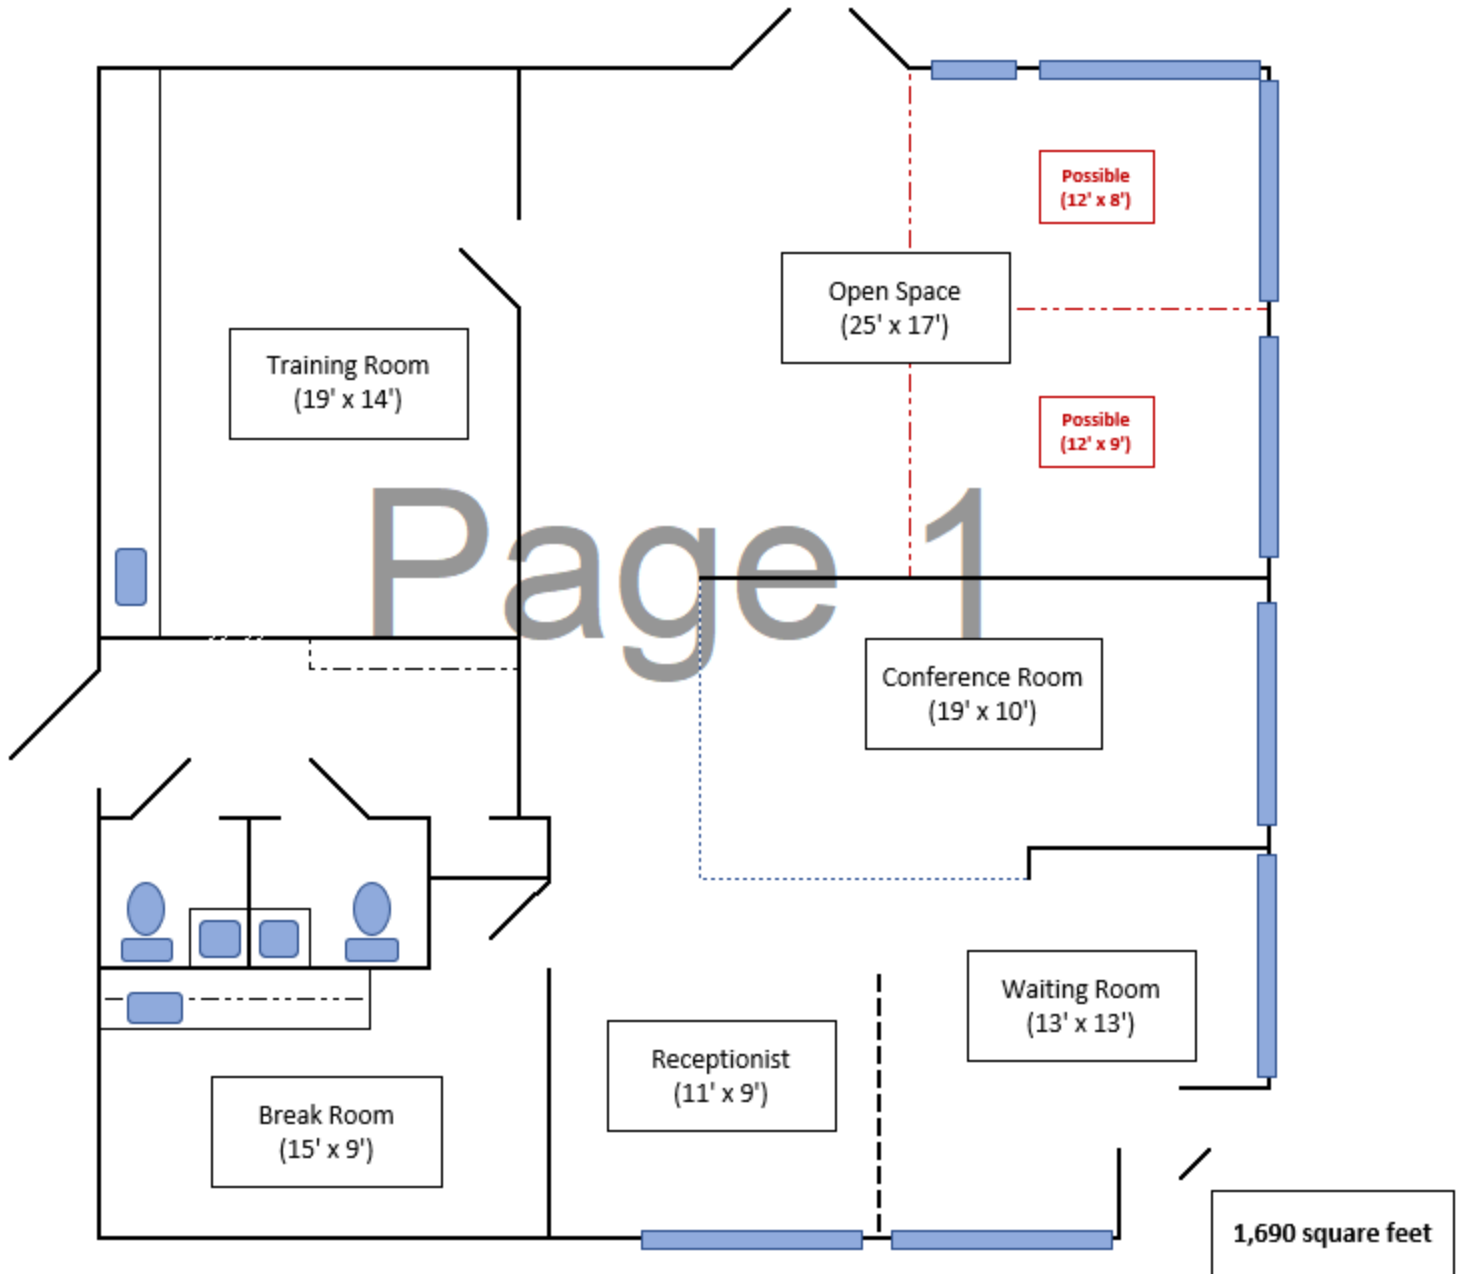 Possible
(12' x 8')
Open Space
(25' x 17')
Training Room
(19' x 14')
Possible
(12' x 9')
Page 1
Conference Room
(19' x 10')
Waiting Room
(13' x 13')
Receptionist
(11' x 9')
Break Room
(15' x 9')
1,690 square feet